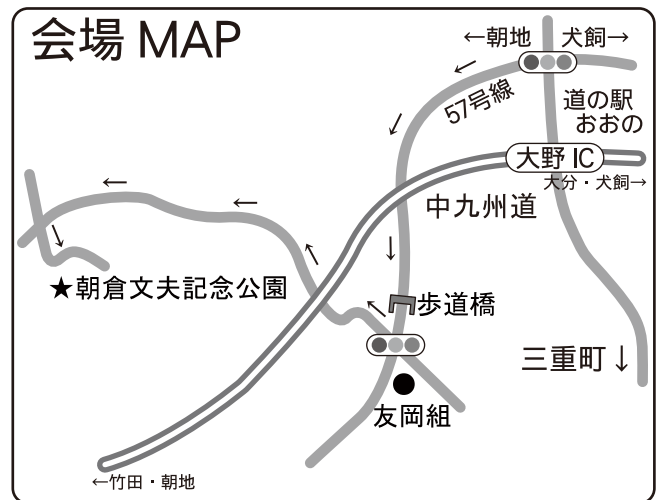 会場 MAP
←朝地 犬飼→
57号線
道の駅
おおの
大野 IC
大分・犬飼→
中九州道
★朝倉文夫記念公園
歩道橋
三重町↓
友岡組
←竹田・朝地